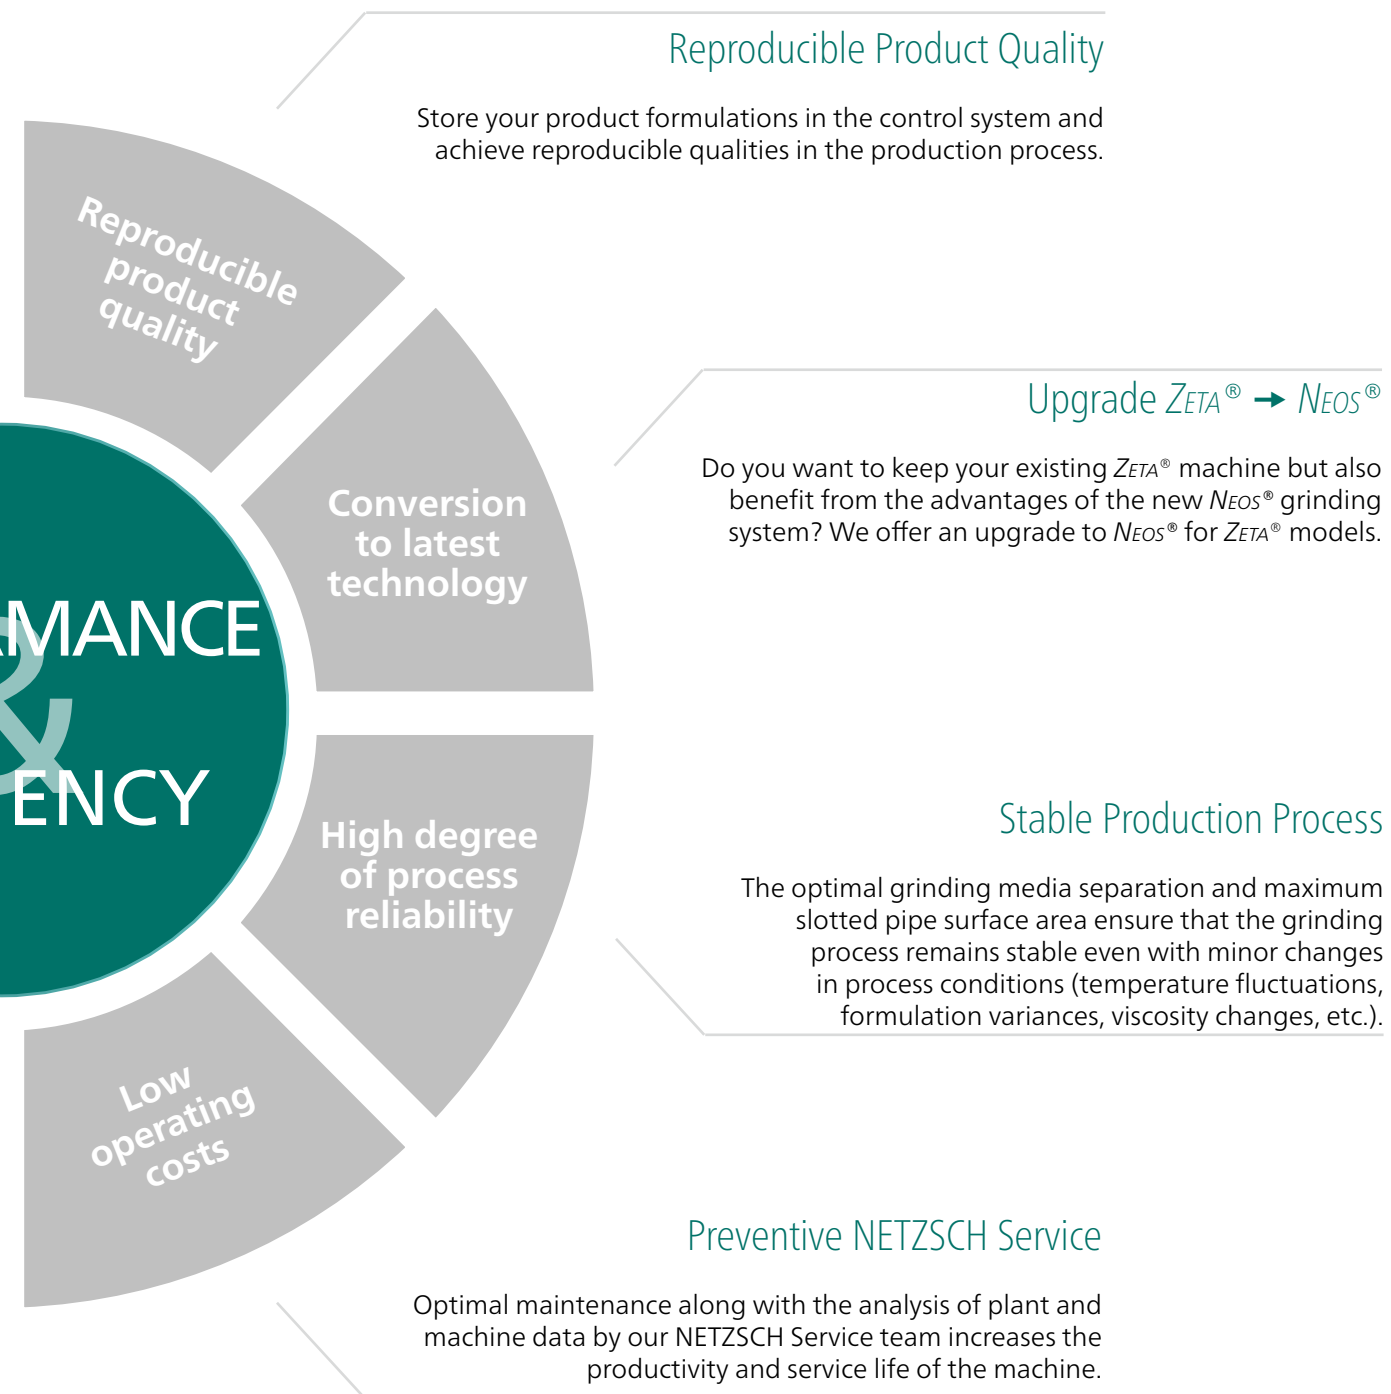 Reproducible Product Quality
Store your product formulations in the control system and
achieve reproducible qualities in the production process.
Reproducible
product
quality
Upgrade ZETA® → NEOS®
Do you want to keep your existing ZETA® machine but also
benefit from the advantages of the new NEOS® grinding
system? We offer an upgrade to NEOS® for ZETA® models.
Conversion
to latest
technology
RMANCE
&
ENCY
Stable Production Process
The optimal grinding media separation and maximum
slotted pipe surface area ensure that the grinding
process remains stable even with minor changes
in process conditions (temperature fluctuations,
formulation variances, viscosity changes, etc.).
High degree
of process
reliability
Low
operating
costs
Preventive NETZSCH Service
Optimal maintenance along with the analysis of plant and
machine data by our NETZSCH Service team increases the
productivity and service life of the machine.